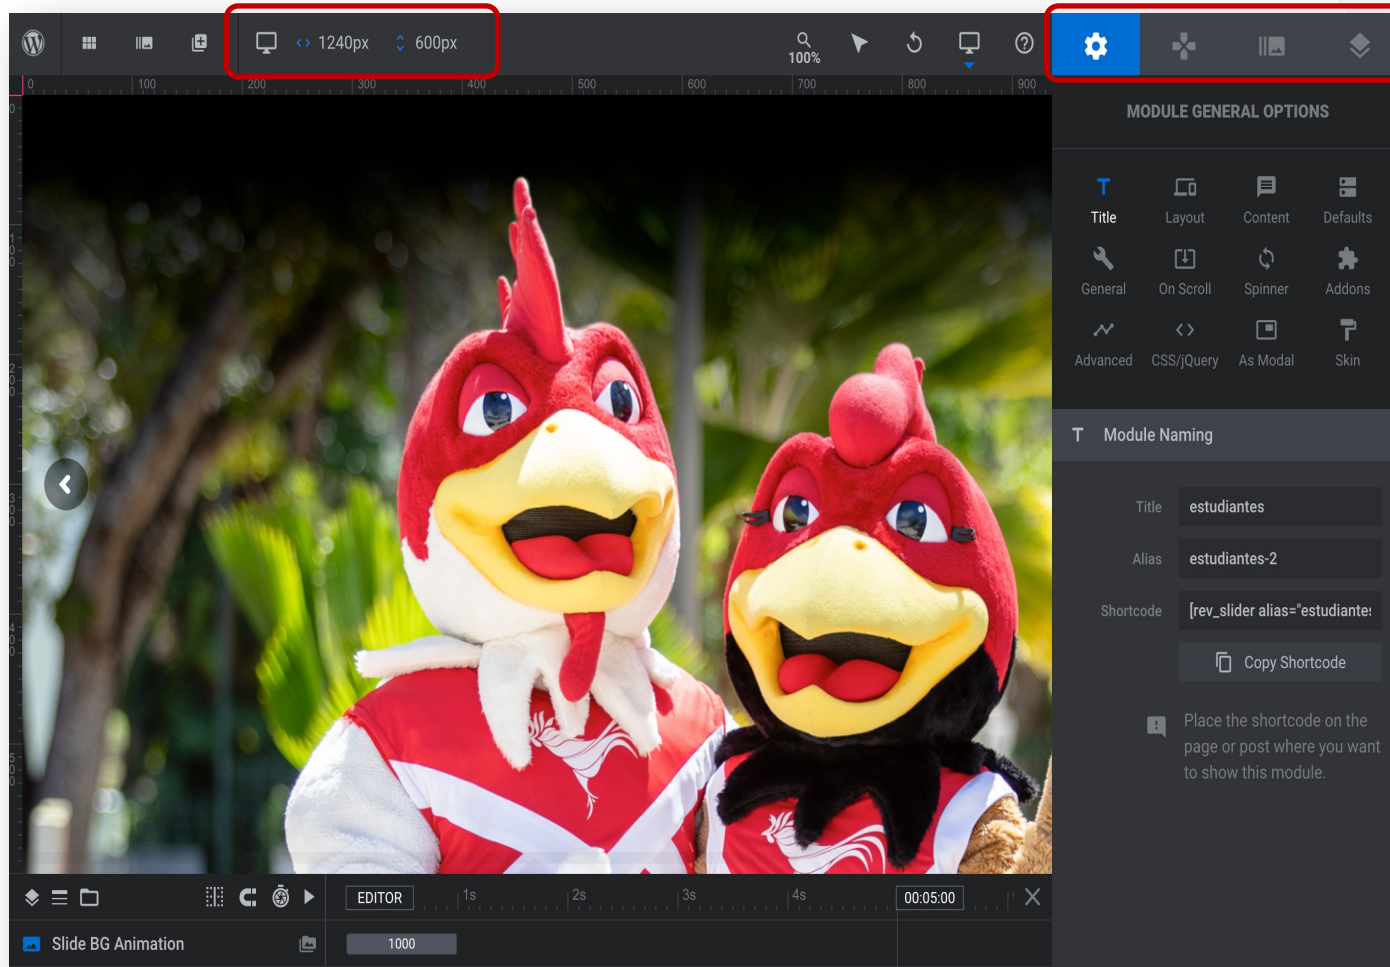 1240px
600px
100%
0 100 200 300 400 500 600 700 800 900
MODULE GENERAL OPTIONS
Title Layout Content Defaults
General On Scroll Spinner Addons
Advanced CSS/jQuery As Modal Skin
T Module Naming
Title estudiantes
Alias estudiantes-2
Shortcode [rev_slider alias="estudiantes
Copy Shortcode
Place the shortcode on the
page or post where you want
to show this module.
EDITOR 1s 2s 3s 4s 00:05:00
Slide BG Animation 1000